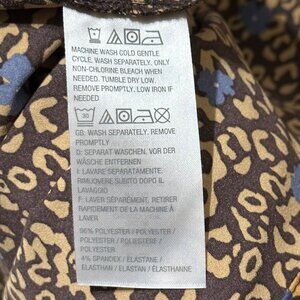 MACHINE WASH COLD GENTLE
CYCLE. WASH SEPARATELY. ONLY
NON-CHLORINE BLEACH WHEN
NEEDED. TUMBLE DRY LOW.
REMOVE PROMPTLY. LOW IRON IF
NEEDED
30
GB: WASH SEPARATELY. REMOVE
PROMPTLY
D: SEPARAT WASCHEN. VOR DER
WÄSCHE ENTFERNEN
I: LAVARE SEPARATAMENTE.
RIMUOVERE SUBITO DOPO IL
LAVAGGIO
F: LAVER SÉPARÉMENT. RETIRER
RAPIDEMENT DE LA MACHINE À
LAVER
96% POLYESTER / POLYESTER /
POLYESTER / POLYESTER
4% SPANDEX / ELASTANE /
ELASTHAN / ELASTAN / ÉLASTHANNE